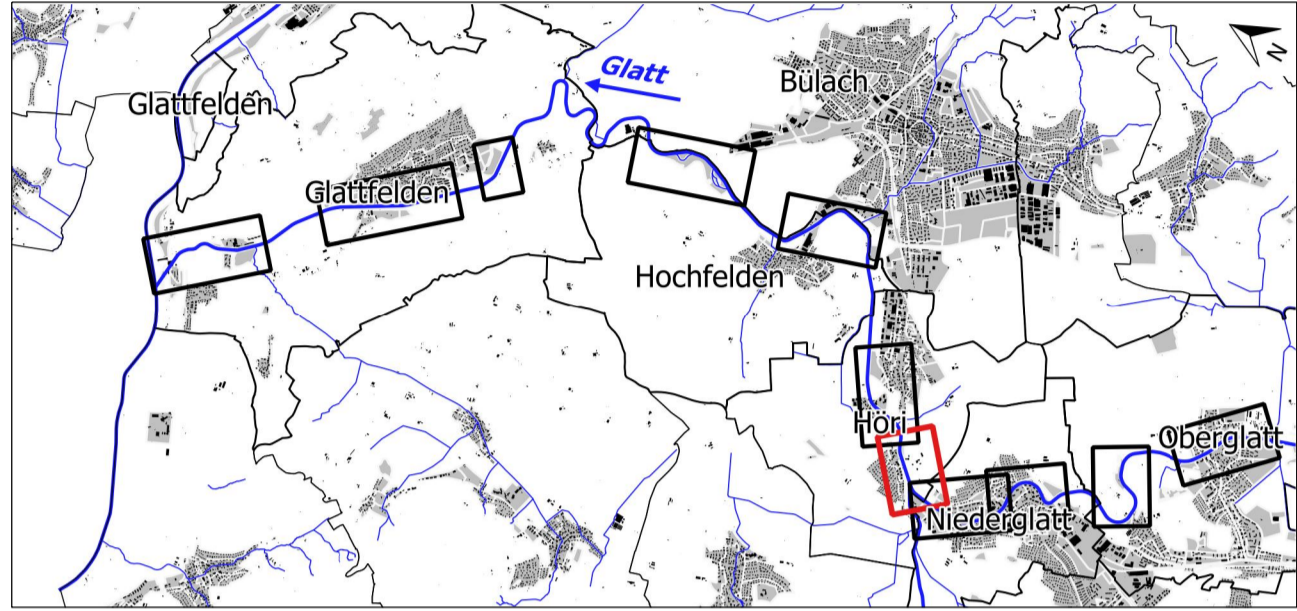 Glatt
Bülach
N
Glattfelden
Glattfelden
Hochfelden
Höri
Oberglatt
Niederglatt